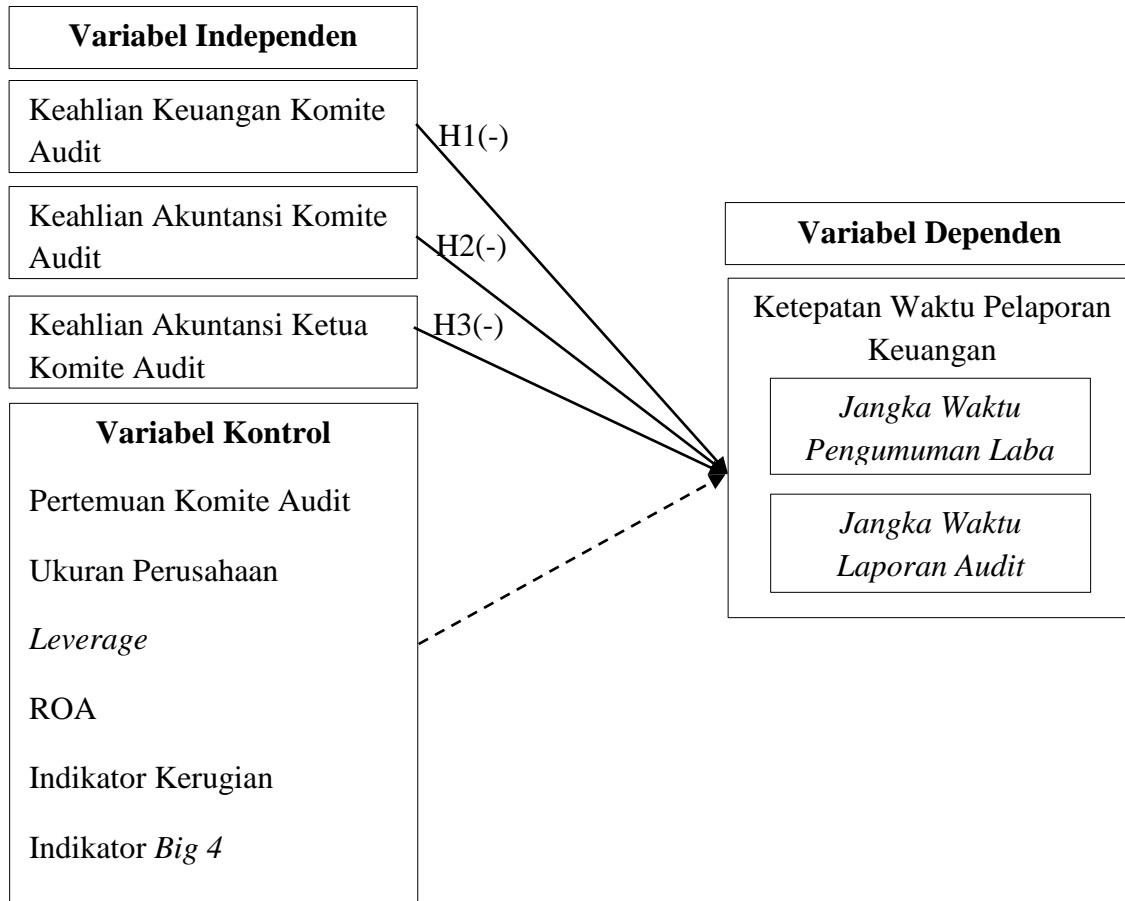 Variabel Independen
Keahlian Keuangan Komite
Audit
H1(-)
Keahlian Akuntansi Komite
Audit
H2(-)
Keahlian Akuntansi Ketua
Komite Audit
H3(-)
Variabel Kontrol
Pertemuan Komite Audit
Ukuran Perusahaan
Leverage
ROA
Indikator Kerugian
Indikator Big 4
Variabel Dependen
Ketepatan Waktu Pelaporan
Keuangan
Jangka Waktu
Pengumuman Laba
Jangka Waktu
Laporan Audit